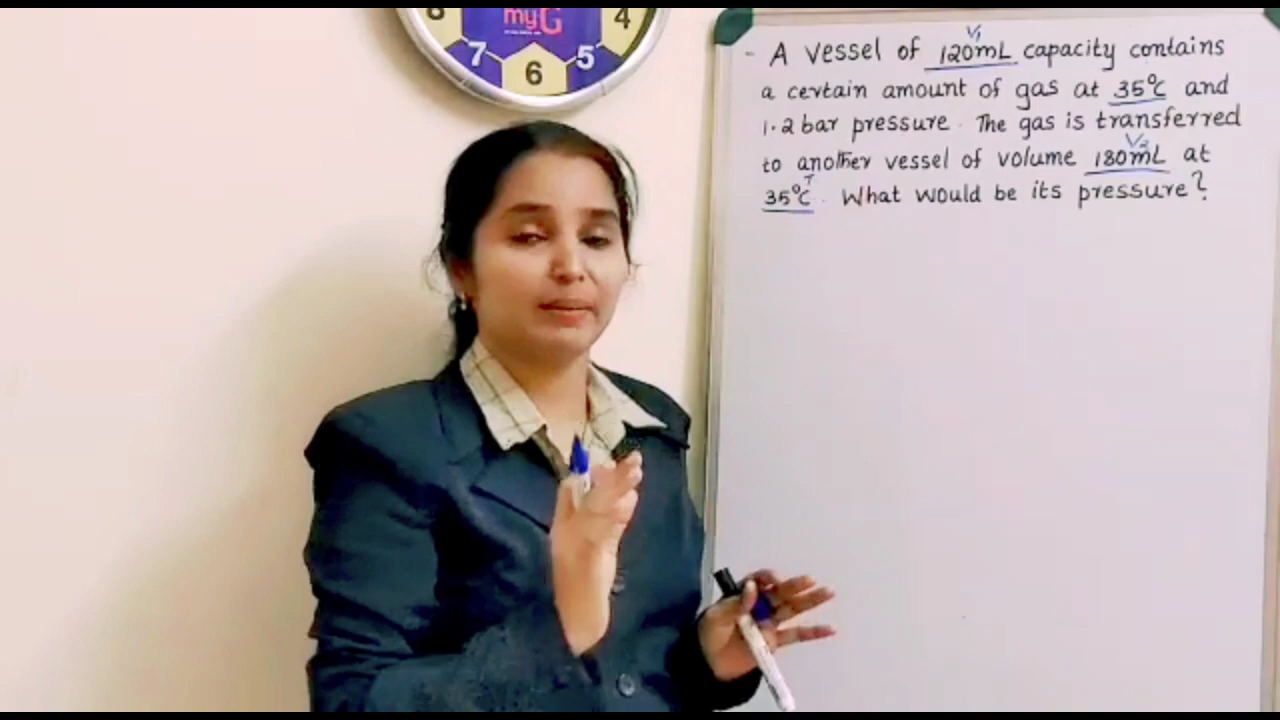 myG
8
7
6
5
4
V1
- A vessel of 120mL capacity contains
a certain amount of gas at 35°C and
1.2 bar pressure. The gas is transferred
V2
to another vessel of volume 180mL at
T
35°C. What would be its pressure?